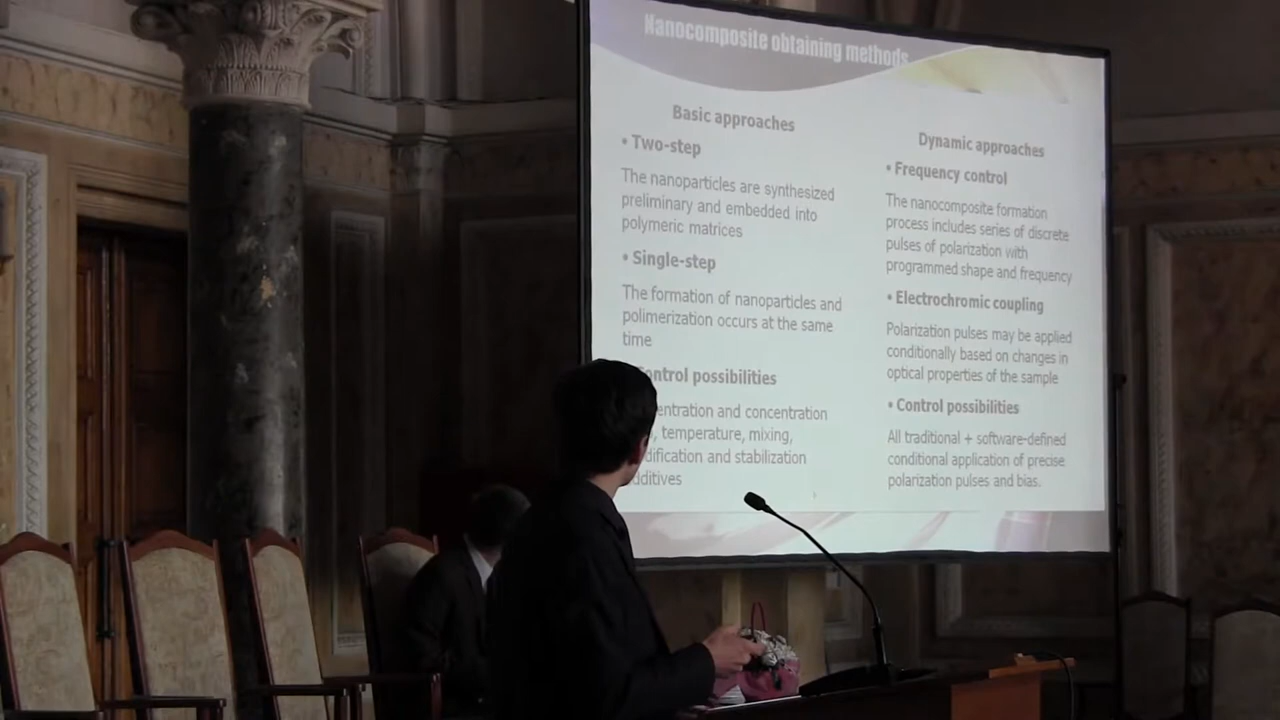 Nanocomposite obtaining methods
Basic approaches
• Two-step
The nanoparticles are synthesized
preliminary and embedded into
polymeric matrices
• Single-step
The formation of nanoparticles and
polimerization occurs at the same
time
Control possibilities
entration and concentration
, temperature, mixing,
dification and stabilization
additives
Dynamic approaches
• Frequency control
The nanocomposite formation
process includes series of discrete
pulses of polarization with
programmed shape and frequency
• Electrochromic coupling
Polarization pulses may be applied
conditionally based on changes in
optical properties of the sample
• Control possibilities
All traditional + software-defined
conditional application of precise
polarization pulses and bias.